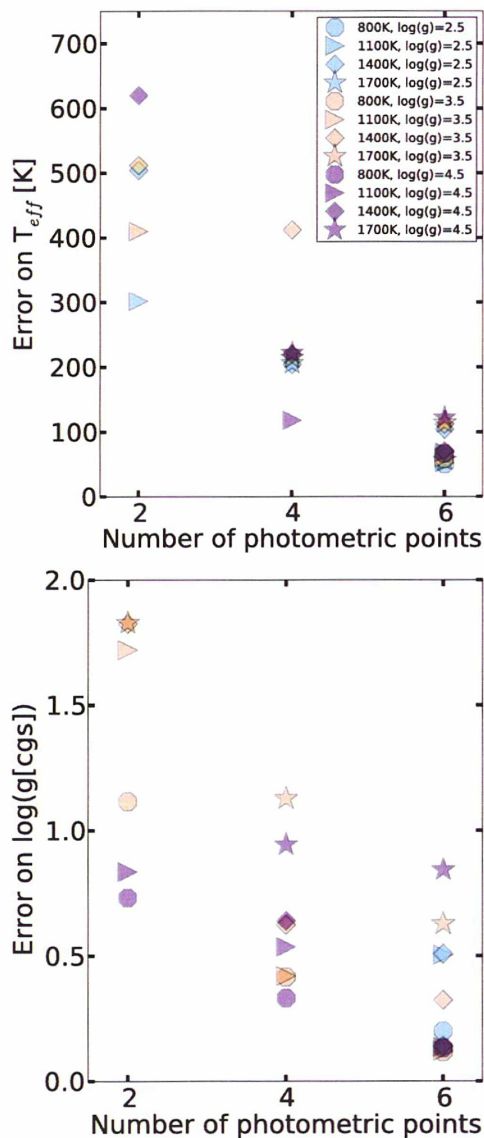 700
600
500
400
300
200
100
0
Error on T_eff [K]
800K, log(g)=2.5
1100K, log(g)=2.5
1400K, log(g)=2.5
1700K, log(g)=2.5
800K, log(g)=3.5
1100K, log(g)=3.5
1400K, log(g)=3.5
1700K, log(g)=3.5
800K, log(g)=4.5
1100K, log(g)=4.5
1400K, log(g)=4.5
1700K, log(g)=4.5
2 4 6
Number of photometric points
2.0
1.5
1.0
0.5
0.0
Error on log(g[cgs])
2 4 6
Number of photometric points